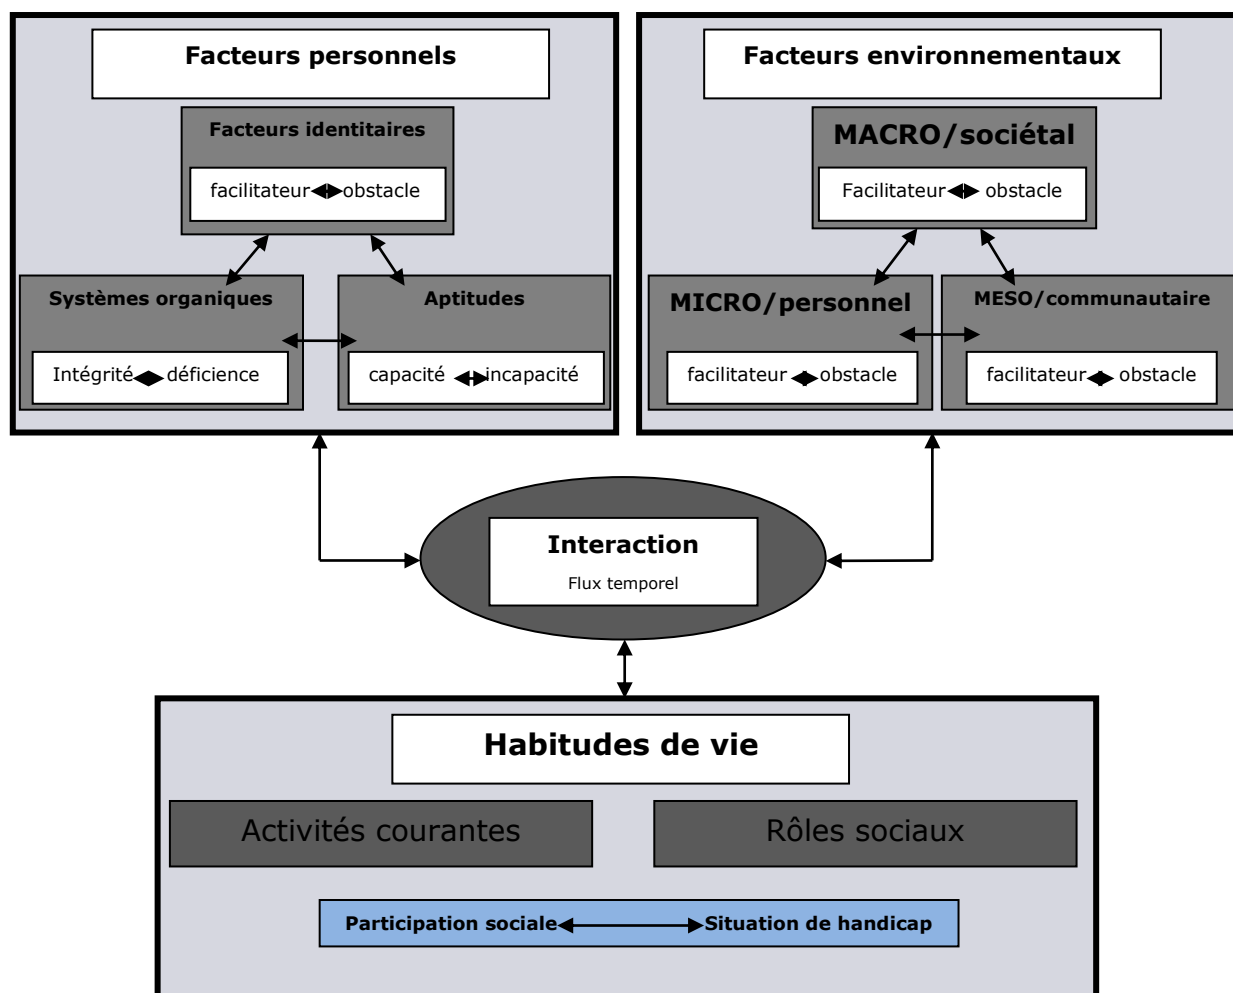 Facteurs personnels
Facteurs identitaires
facilitateur obstacle
Systèmes organiques
Intégrité déficience
Aptitudes
capacité incapacité
Facteurs environnementaux
MACRO/sociétal
Facilitateur obstacle
MICRO/personnel
facilitateur obstacle
MESO/communautaire
facilitateur obstacle
Interaction
Flux temporel
Habitudes de vie
Activités courantes
Rôles sociaux
Participation sociale Situation de handicap